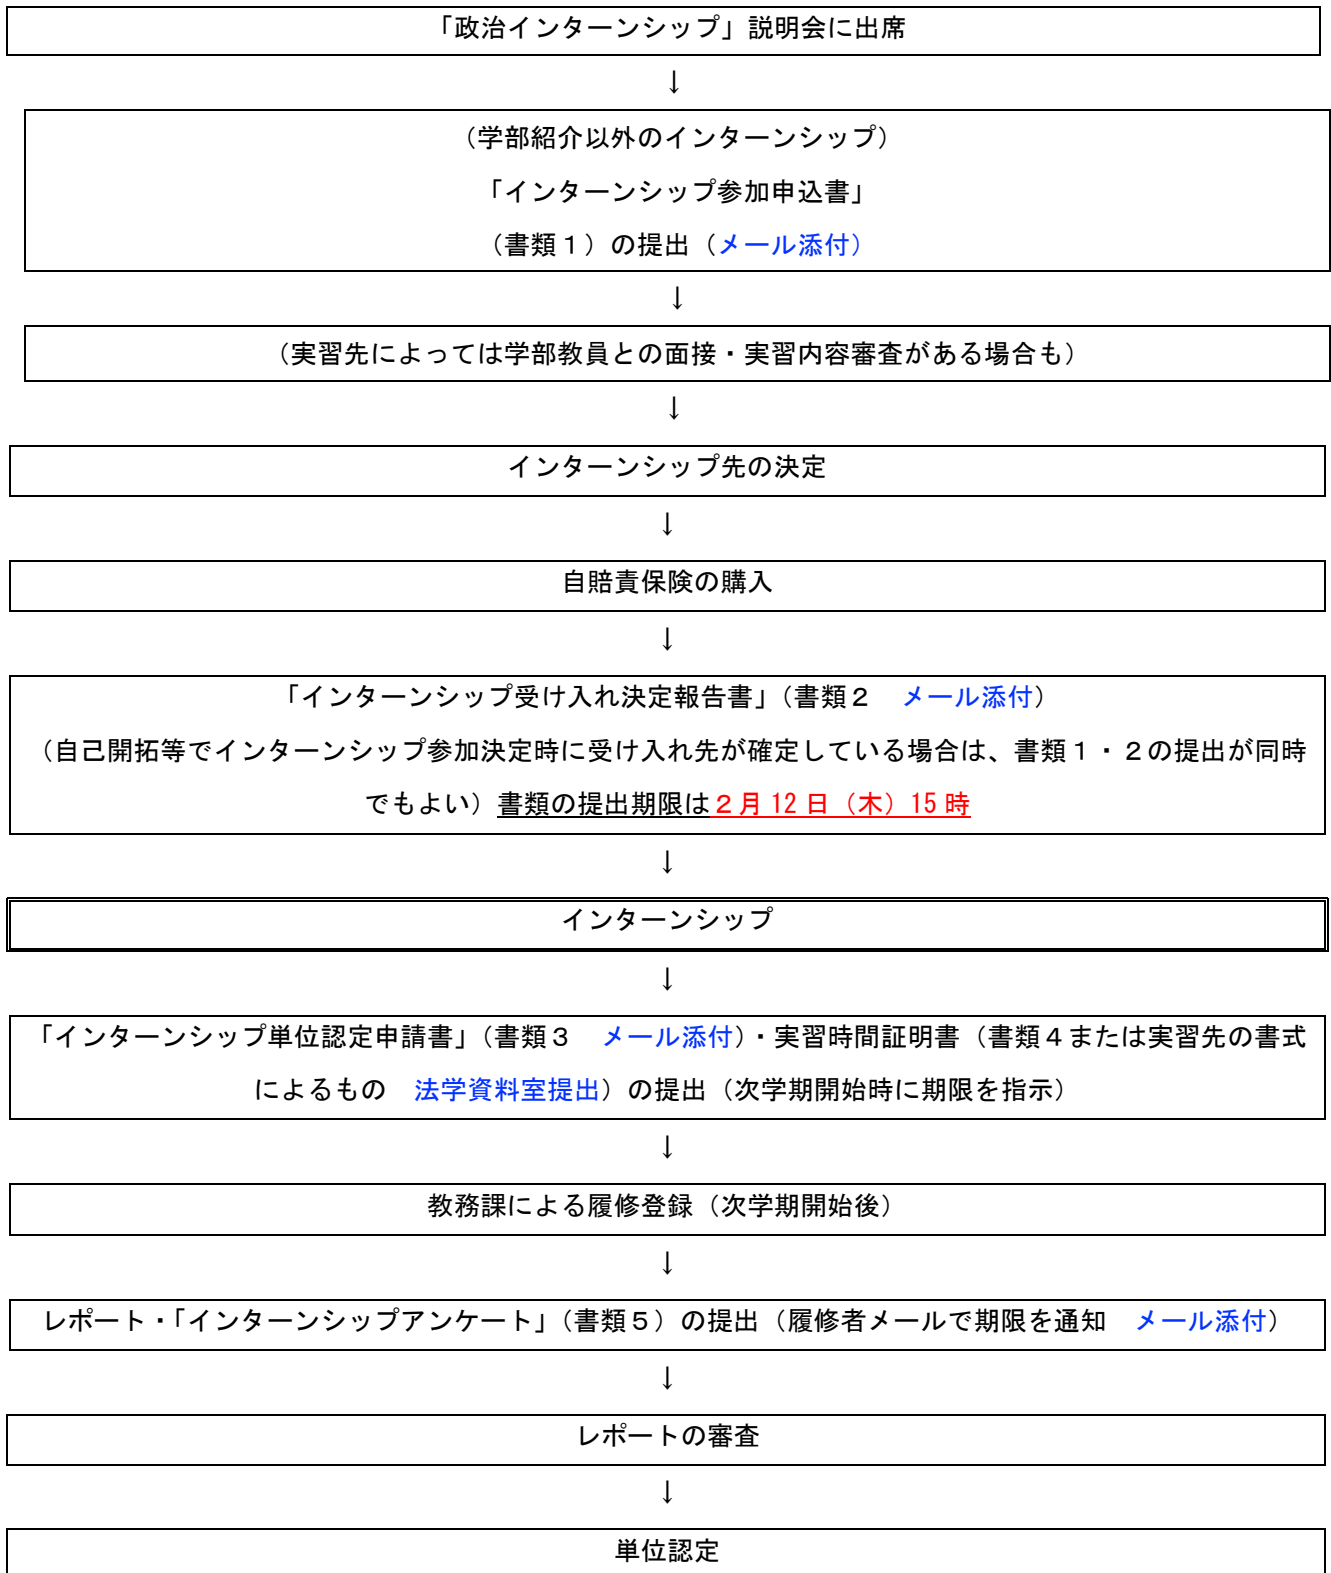 「政治インターンシップ」説明会に出席
↓
（学部紹介以外のインターンシップ）
「インターンシップ参加申込書」
（書類１）の提出（メール添付）
↓
（実習先によっては学部教員との面接・実習内容審査がある場合も）
↓
インターンシップ先の決定
↓
自賠責保険の購入
↓
「インターンシップ受け入れ決定報告書」（書類２　メール添付）
（自己開拓等でインターンシップ参加決定時に受け入れ先が確定している場合は、書類１・２の提出が同時
でもよい）書類の提出期限は２月 12 日（木）15 時
↓
インターンシップ
↓
「インターンシップ単位認定申請書」（書類３　メール添付）・実習時間証明書（書類４または実習先の書式
によるもの　法学資料室提出）の提出（次学期開始時に期限を指示）
↓
教務課による履修登録（次学期開始後）
↓
レポート・「インターンシップアンケート」（書類５）の提出（履修者メールで期限を通知　メール添付）
↓
レポートの審査
↓
単位認定